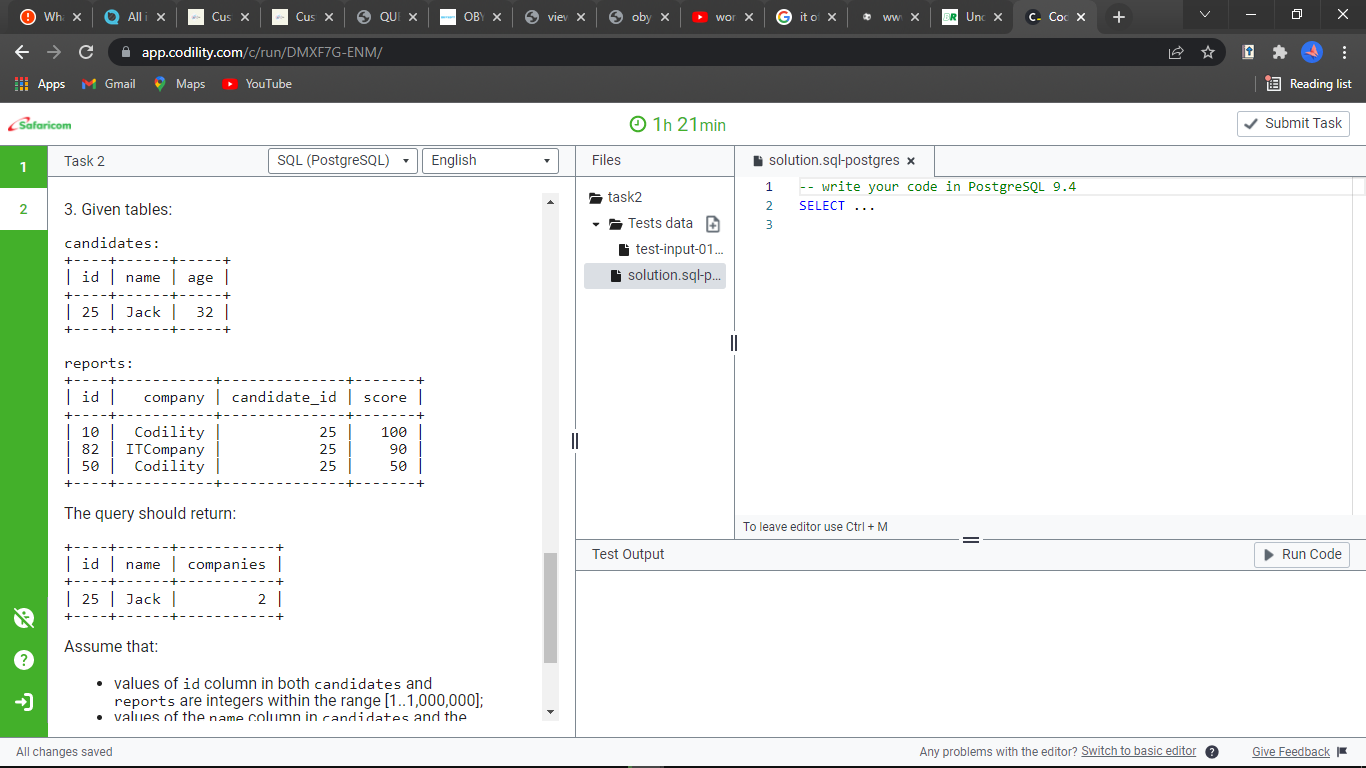 Wha
All i
Cus
Cus
QUI
OBY
view
oby
wor
it of
ww
Unc
Coc
app.codility.com/c/run/DMXF7G-ENM/
Apps
Gmail
Maps
YouTube
Reading list
Safaricom
1h 21min
Submit Task
1
2
Task 2
SQL (PostgreSQL)
English
Files
solution.sql-postgres
3. Given tables:
candidates:
+----+------+-----+
| id | name | age |
+----+------+-----+
| 25 | Jack |  32 |
+----+------+-----+
reports:
+----+-----------+--------------+-------+
| id |   company | candidate_id | score |
+----+-----------+--------------+-------+
| 10 |  Codility |           25 |   100 |
| 82 | ITCompany |           25 |    90 |
| 50 |  Codility |           25 |    50 |
+----+-----------+--------------+-------+
The query should return:
+----+------+-----------+
| id | name | companies |
+----+------+-----------+
| 25 | Jack |         2 |
+----+------+-----------+
Assume that:
• values of id column in both candidates and
reports are integers within the range [1..1,000,000];
• values of the name column in candidates and the
task2
Tests data
test-input-01...
solution.sql-p...
1 -- write your code in PostgreSQL 9.4
2 SELECT ...
3
To leave editor use Ctrl + M
Test Output
Run Code
All changes saved
Any problems with the editor? Switch to basic editor
Give Feedback